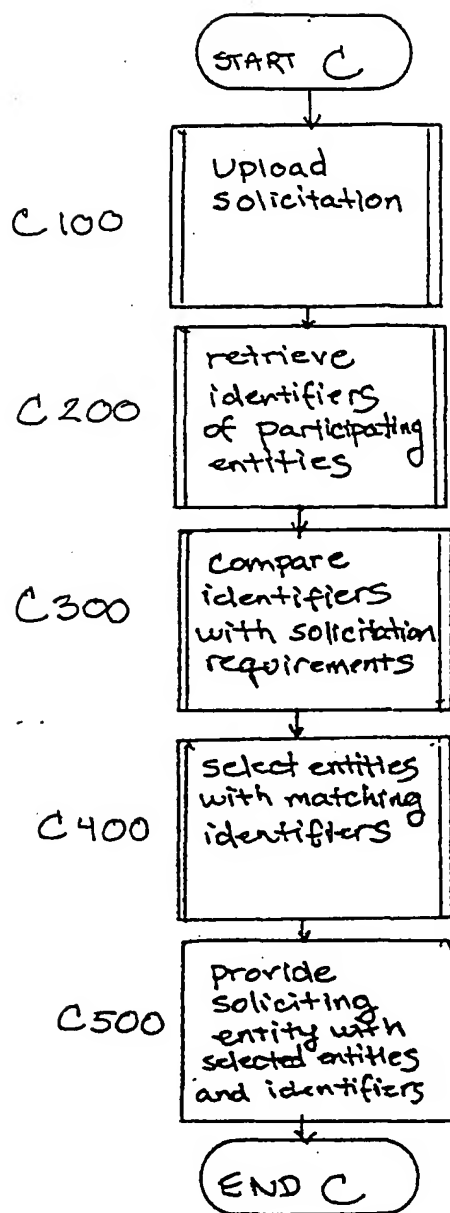 START C
C100
Upload
solicitation
C200
retrieve
identifiers
of participating
entities
C300
compare
identifiers
with solicitation
requirements
C400
select entities
with matching
identifiers
C500
provide
soliciting
entity with
selected entities
and identifiers
END C